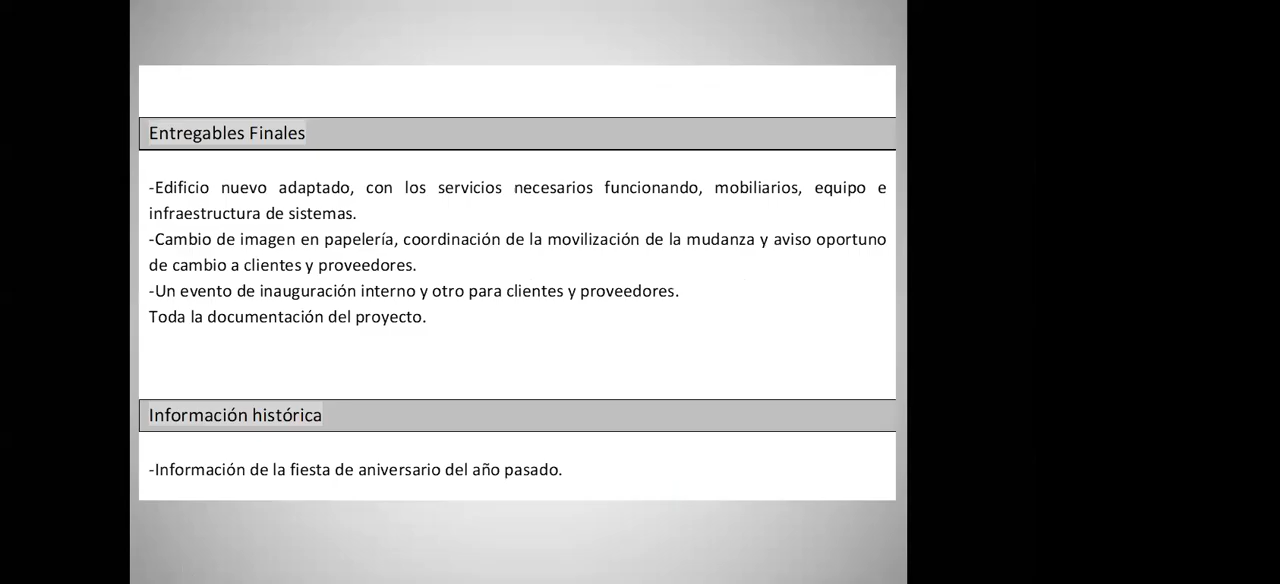 Entregables Finales
-Edificio nuevo adaptado, con los servicios necesarios funcionando, mobiliarios, equipo e
infraestructura de sistemas.
-Cambio de imagen en papelería, coordinación de la movilización de la mudanza y aviso oportuno
de cambio a clientes y proveedores.
-Un evento de inauguración interno y otro para clientes y proveedores.
Toda la documentación del proyecto.
Información histórica
-Información de la fiesta de aniversario del año pasado.